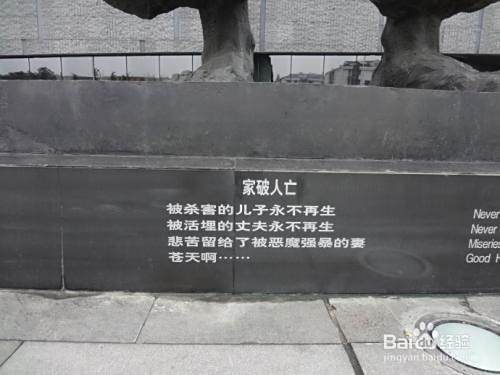 家破人亡
被杀害的儿子永不再生
被活埋的丈夫永不再生
悲苦留给了被恶魔强暴的妻
苍天啊……
Never
Never
Miseries
Good H
Baidu经验
jingyan.baidu.com